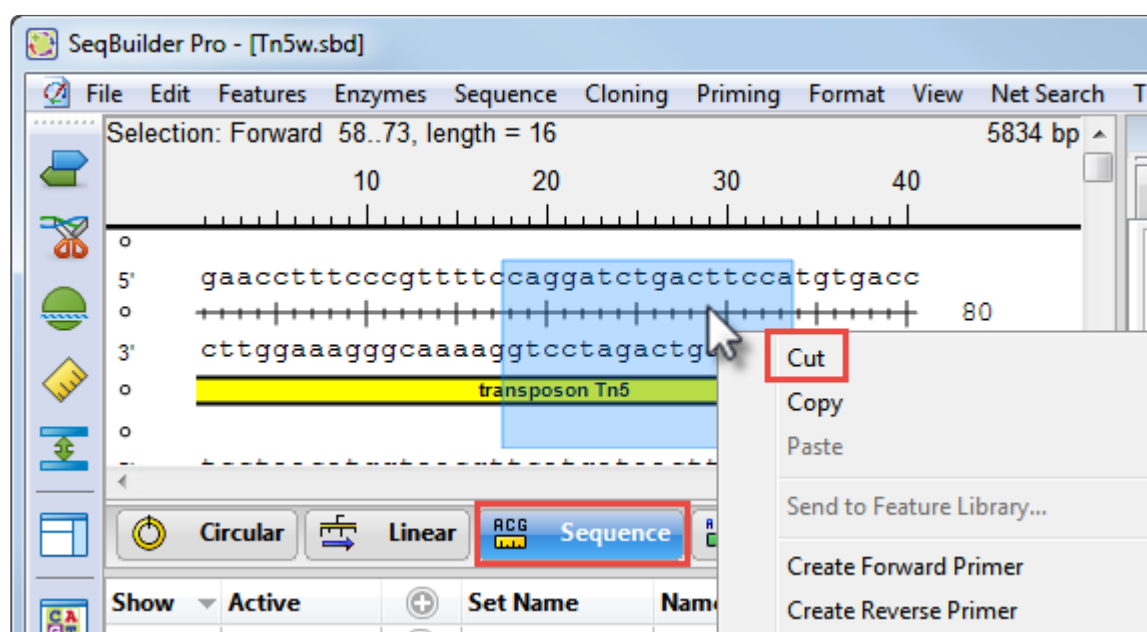 SeqBuilder Pro - [Tn5w.sbd]
File Edit Features Enzymes Sequence Cloning Priming Format View Net Search T
Selection: Forward 58..73, length = 16 5834 bp
10 20 30 40
5' gaacctttcccgttttccaggatctgacttccatgtgacc
80
3' cttggaaagggcaaaaggtcctagactg
transposon Tn5
Cut
Copy
Paste
Send to Feature Library...
Create Forward Primer
Create Reverse Primer
Circular Linear ACG Sequence
Show Active Set Name Nam